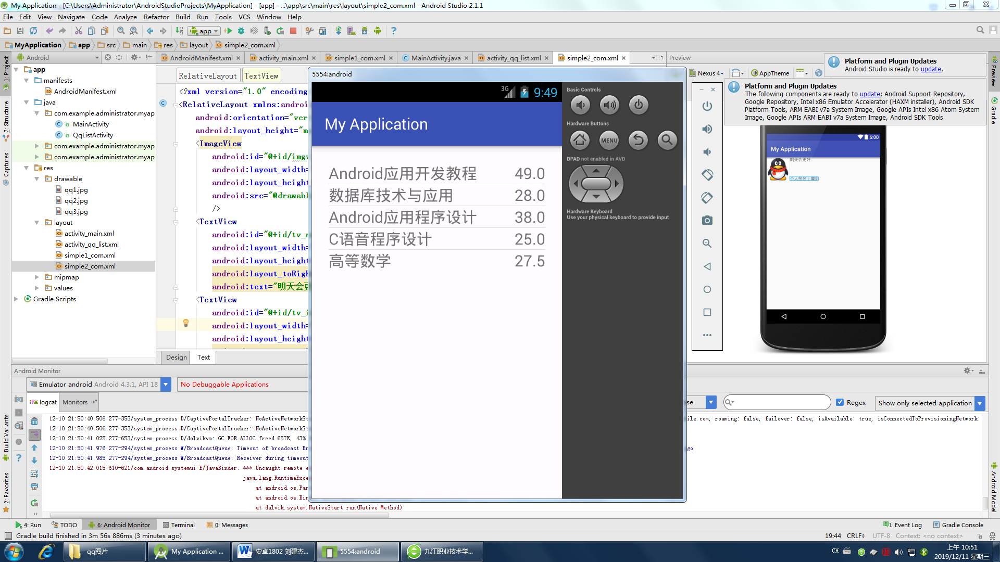 My Application - [C:\Users\Administrator\AndroidStudioProjects\MyApplication] - [app] - ...\app\src\main\res\layout\simple2_com.xml - Android Studio 2.1.1
File Edit View Navigate Code Analyze Refactor Build Run Tools VCS Window Help
app
MyApplication app src main res layout simple2_com.xml
Android
AndroidManifest.xml activity_main.xml simple1_com.xml MainActivity.java activity_qq_list.xml simple2_com.xml
1: Project
7: Structure
Captures
Build Variants
2: Favorites
app
manifests
AndroidManifest.xml
java
com.example.administrator.myap
MainActivity
QqListActivity
com.example.administrator.myap
com.example.administrator.myap
res
drawable
qq1.jpg
qq2.jpg
qq3.jpg
layout
activity_main.xml
activity_qq_list.xml
simple1_com.xml
simple2_com.xml
mipmap
values
Gradle Scripts
RelativeLayout TextView
<?xml version="1.0" encoding
<RelativeLayout xmlns:androi
android:orientation="ver
android:layout_height="m
<ImageView
android:id="@+id/imgv
android:layout_width=
android:layout_height
android:src="@drawabl
/>
<TextView
android:id="@+id/tv_n
android:layout_width=
android:layout_height
android:layout_toRigh
android:text="明天会更
<TextView
android:id="@+id/tv_i
android:layout_width=
android:layout_height
Design Text
5554:android
3G 9:49
My Application
Android应用开发教程 49.0
数据库技术与应用 28.0
Android应用程序设计 38.0
C语音程序设计 25.0
高等数学 27.5
Basic Controls
Hardware Buttons
MENU
DPAD not enabled in AVD
Hardware Keyboard
Use your physical keyboard to provide input
Preview
Nexus 4 AppTheme
Platform and Plugin Updates
Android Studio is ready to update.
Platform and Plugin Updates
The following components are ready to update: Android Support Repository,
Google Repository, Intel x86 Emulator Accelerator (HAXM installer), Android SDK
Platform-Tools, ARM EABI v7a System Image, Google APIs Intel x86 Atom System
Image, Google APIs ARM EABI v7a System Image, Android SDK Tools
6:00
My Application
明天会更好
Preview
Gradle
Android Model
Android Monitor
Emulator android Android 4.3.1, API 18 No Debuggable Applications
logcat Monitors
se Regex Show only selected application
12-10 21:50:40.506 277-353/system_process D/CaptivePortalTracker: NoActiveNetworkSt ile.com, roaming: false, failover: false, isAvailable: true, isConnectedToProvisioningNetwork:
12-10 21:50:40.506 277-353/system_process D/CaptivePortalTracker: NoActiveNetworkSt
12-10 21:50:41.025 277-653/system_process D/dalvikvm: GC_FOR_ALLOC freed 657K, 43%
12-10 21:50:41.976 277-294/system_process W/BroadcastQueue: Timeout of broadcast Br go
12-10 21:50:41.985 277-294/system_process W/BroadcastQueue: Receiver during timeout
12-10 21:50:42.015 610-621/com.android.systemui E/JavaBinder: *** Uncaught remote e
java.lang.RuntimeExce
at android.os.Par
at android.os.Bin
at dalvik.system.NativeStart.run(Native Method)
4: Run TODO 6: Android Monitor Terminal 0: Messages 1 Event Log Gradle Console
Gradle build finished in 3m 56s 886ms (3 minutes ago) 19:44 CRLF UTF-8 Context: <no context>
qq图片 My Application ... 安卓1802 刘建杰... 5554:android 九江职业技术学...
CH 上午 10:51
2019/12/11 星期三